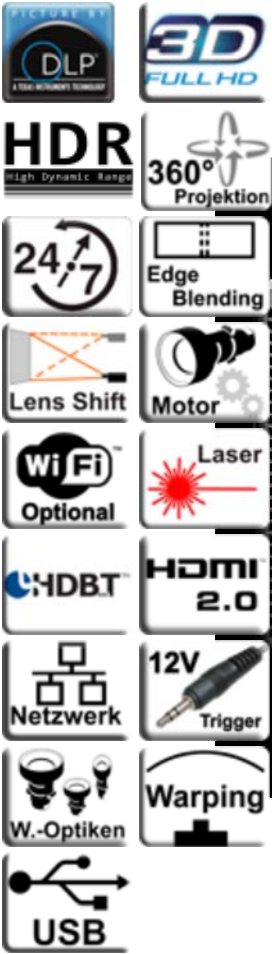 PICTURE BY
DLP
A TEXAS INSTRUMENTS TECHNOLOGY
3D
FULL HD
HDR
High Dynamic Range
360°
Projektion
24/7
Edge
Blending
Lens Shift
Motor
WiFi™
Optional
Laser
HDBT
HDMI
2.0
Netzwerk
12V
Trigger
W.-Optiken
Warping
USB